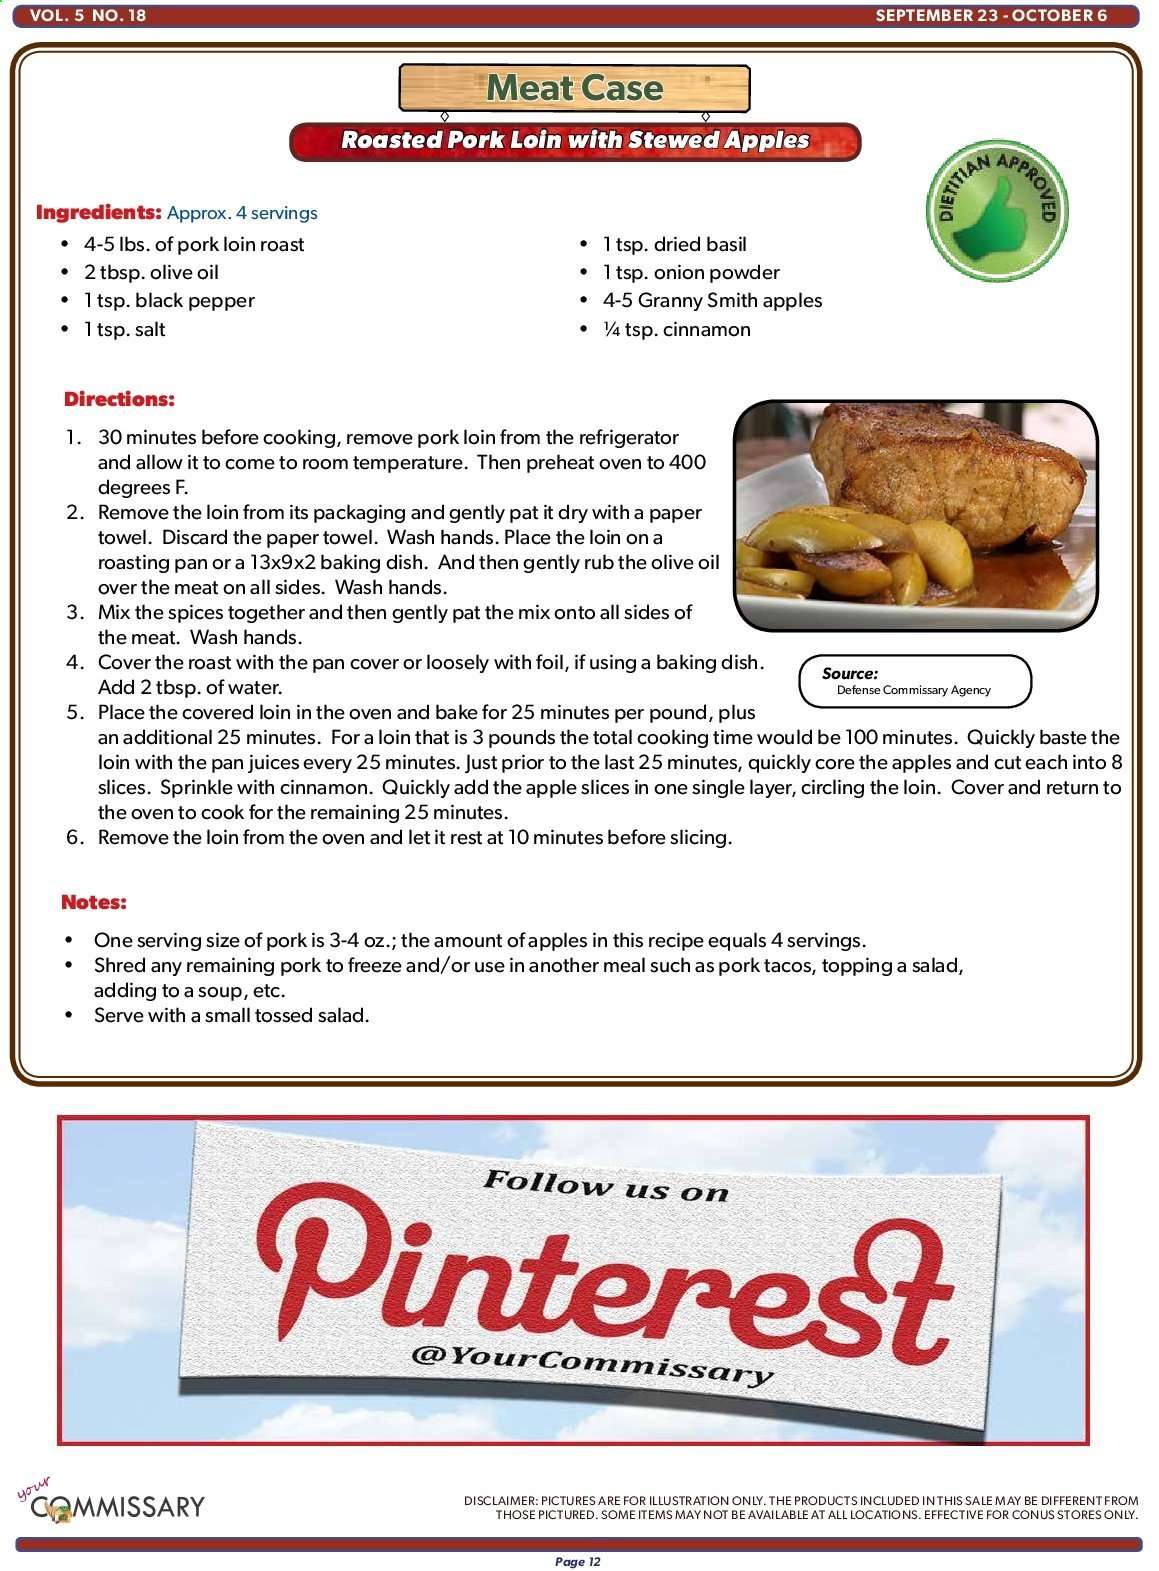 VOL. 5 NO. 18
SEPTEMBER 23 - OCTOBER 6
Meat Case
Roasted Pork Loin with Stewed Apples
DIETITIAN APPROVED
Ingredients: Approx. 4 servings
• 4-5 lbs. of pork loin roast
• 2 tbsp. olive oil
• 1 tsp. black pepper
• 1 tsp. salt
• 1 tsp. dried basil
• 1 tsp. onion powder
• 4-5 Granny Smith apples
• ¼ tsp. cinnamon
Directions:
1. 30 minutes before cooking, remove pork loin from the refrigerator
and allow it to come to room temperature. Then preheat oven to 400
degrees F.
2. Remove the loin from its packaging and gently pat it dry with a paper
towel. Discard the paper towel. Wash hands. Place the loin on a
roasting pan or a 13x9x2 baking dish. And then gently rub the olive oil
over the meat on all sides. Wash hands.
3. Mix the spices together and then gently pat the mix onto all sides of
the meat. Wash hands.
4. Cover the roast with the pan cover or loosely with foil, if using a baking dish.
Add 2 tbsp. of water.
5. Place the covered loin in the oven and bake for 25 minutes per pound, plus
an additional 25 minutes. For a loin that is 3 pounds the total cooking time would be 100 minutes. Quickly baste the
loin with the pan juices every 25 minutes. Just prior to the last 25 minutes, quickly core the apples and cut each into 8
slices. Sprinkle with cinnamon. Quickly add the apple slices in one single layer, circling the loin. Cover and return to
the oven to cook for the remaining 25 minutes.
6. Remove the loin from the oven and let it rest at 10 minutes before slicing.
Source:
Defense Commissary Agency
Notes:
• One serving size of pork is 3-4 oz.; the amount of apples in this recipe equals 4 servings.
• Shred any remaining pork to freeze and/or use in another meal such as pork tacos, topping a salad,
adding to a soup, etc.
• Serve with a small tossed salad.
Follow us on
Pinterest
@YourCommissary
your
COMMISSARY
DISCLAIMER: PICTURES ARE FOR ILLUSTRATION ONLY. THE PRODUCTS INCLUDED IN THIS SALE MAY BE DIFFERENT FROM
THOSE PICTURED. SOME ITEMS MAY NOT BE AVAILABLE AT ALL LOCATIONS. EFFECTIVE FOR CONUS STORES ONLY.
Page 12